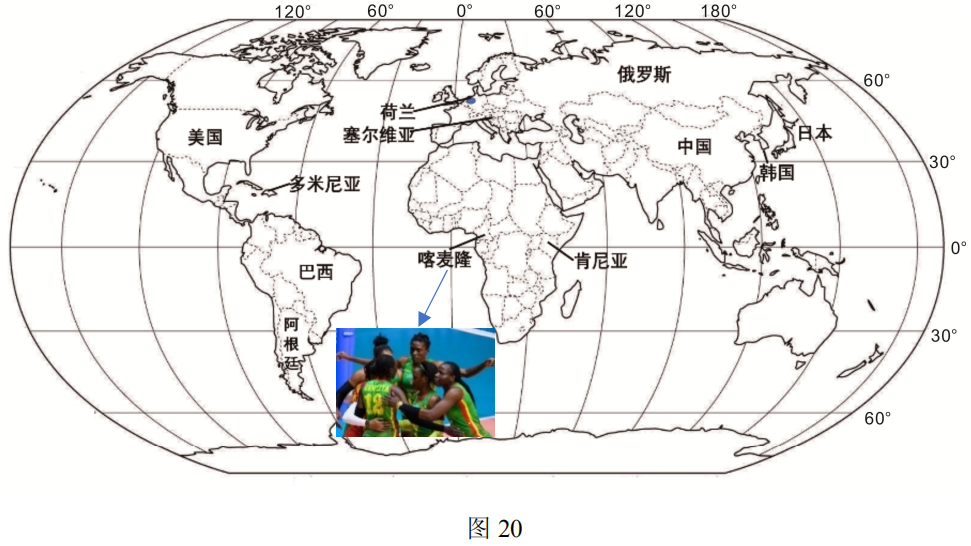 120° 60° 0° 60° 120° 180°
俄罗斯
60°
荷兰
塞尔维亚
美国
中国
日本
30°
韩国
多米尼亚
0°
喀麦隆
肯尼亚
巴西
阿根廷
30°
13
60°
图 20